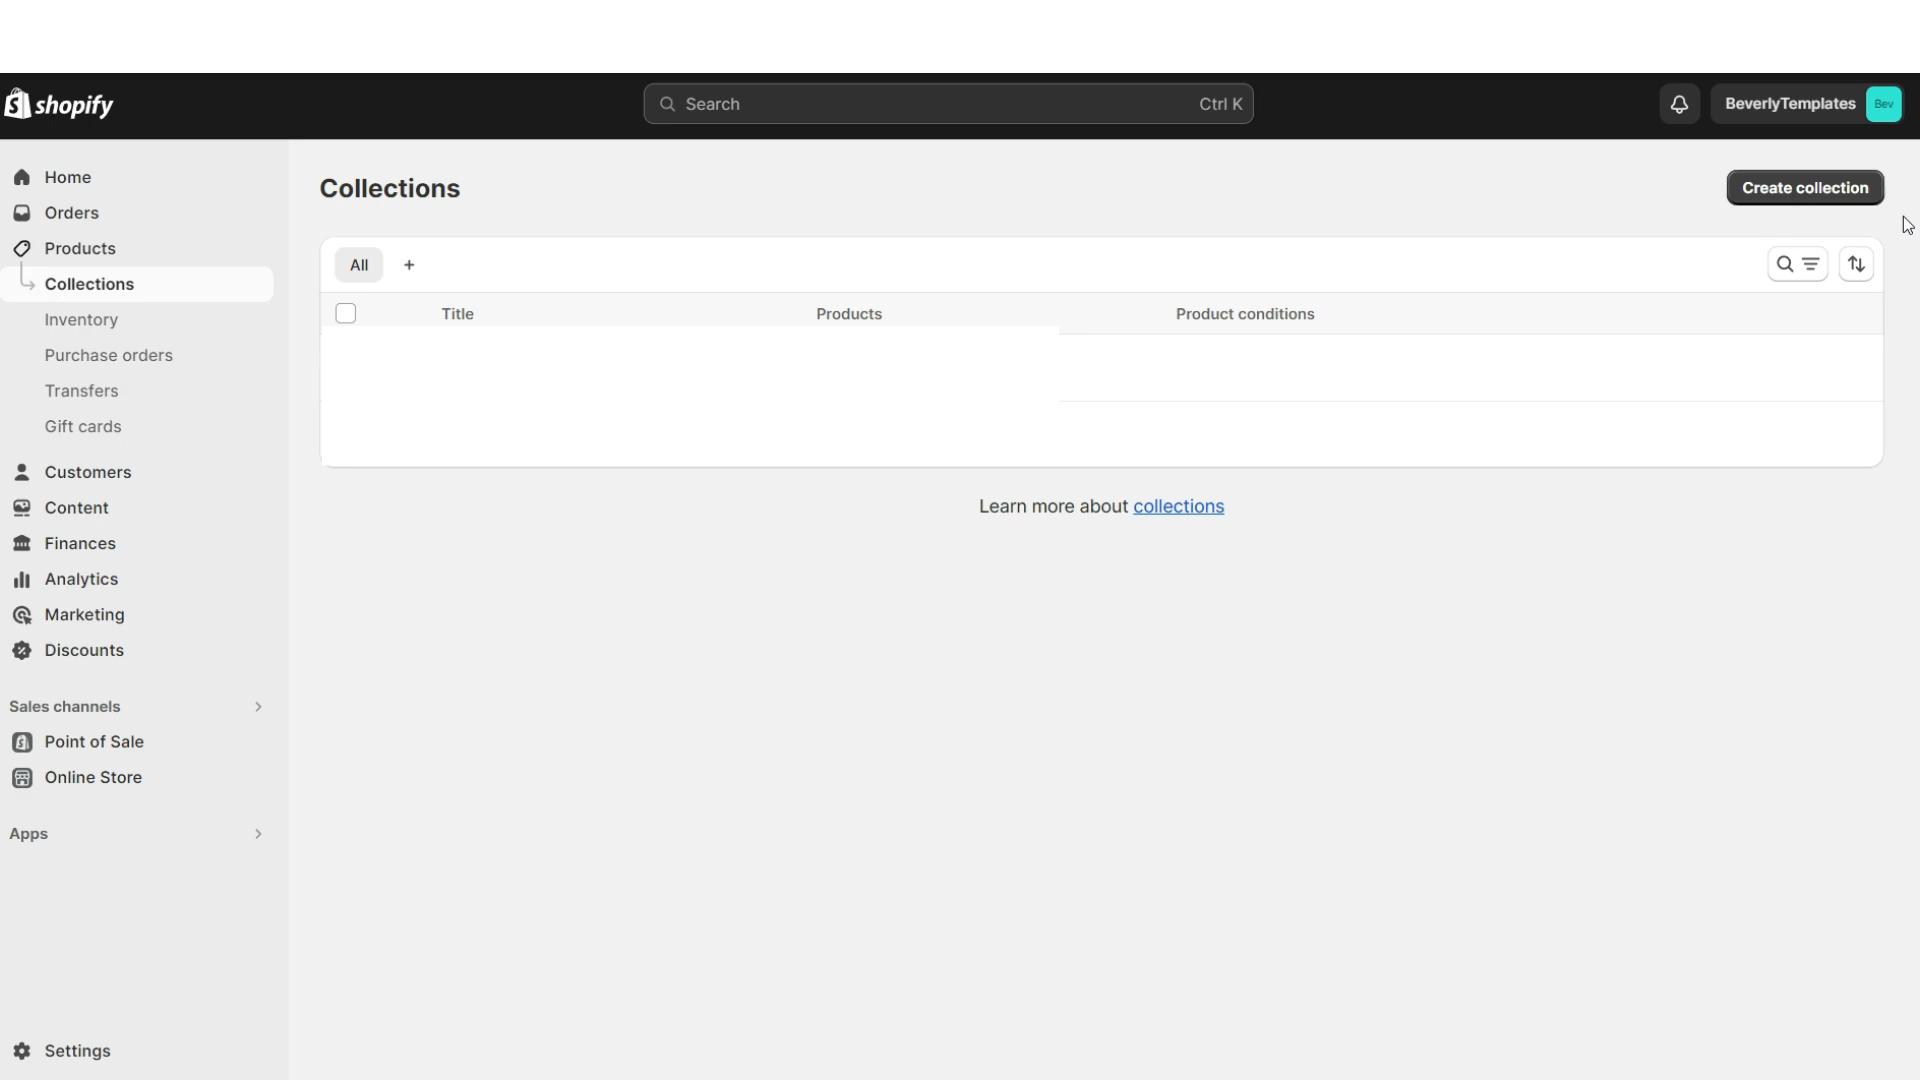 shopify
Search Ctrl K
BeverlyTemplates Bev
Home
Orders
Products
Collections
Inventory
Purchase orders
Transfers
Gift cards
Customers
Content
Finances
Analytics
Marketing
Discounts
Sales channels
Point of Sale
Online Store
Apps
Settings
Collections
Create collection
All +
Title Products Product conditions
Learn more about collections